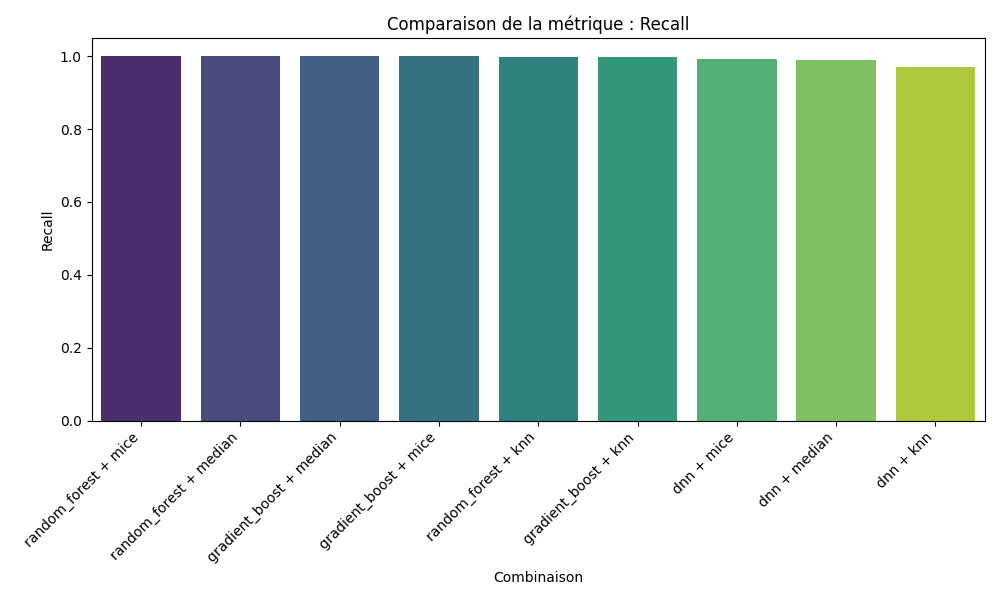 Comparaison de la métrique : Recall
Recall
1.0
0.8
0.6
0.4
0.2
0.0
random_forest + mice
random_forest + median
gradient_boost + median
gradient_boost + mice
random_forest + knn
gradient_boost + knn
dnn + mice
dnn + median
dnn + knn
Combinaison